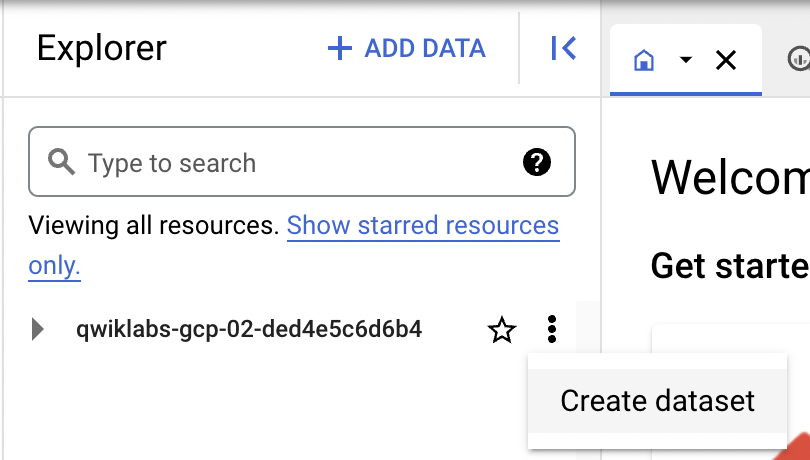 Explorer
+ ADD DATA
Type to search
Viewing all resources. Show starred resources
only.
qwiklabs-gcp-02-ded4e5c6d6b4
Create dataset
Welcom
Get starte